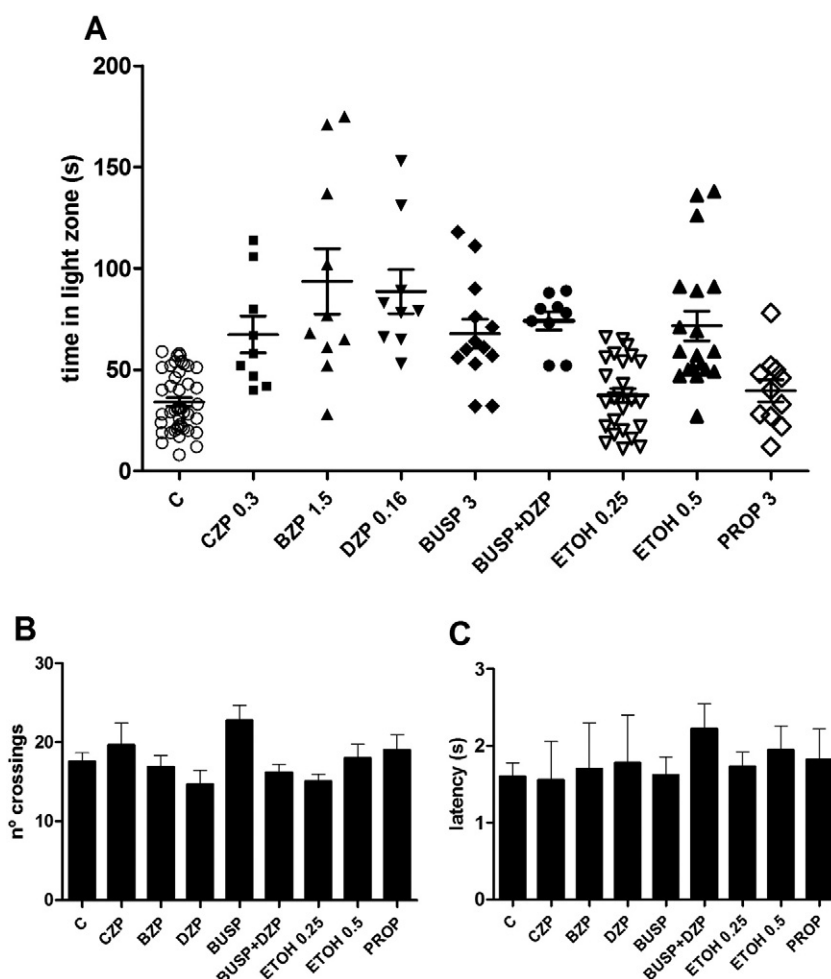 A
200
150
100
50
0
time in light zone (s)
C
CZP 0.3
BZP 1.5
DZP 0.16
BUSP 3
BUSP+DZP
ETOH 0.25
ETOH 0.5
PROP 3
B
30
20
10
0
n° crossings
C
CZP
BZP
DZP
BUSP
BUSP+DZP
ETOH 0.25
ETOH 0.5
PROP
C
3
2
1
0
latency (s)
C
CZP
BZP
DZP
BUSP
BUSP+DZP
ETOH 0.25
ETOH 0.5
PROP